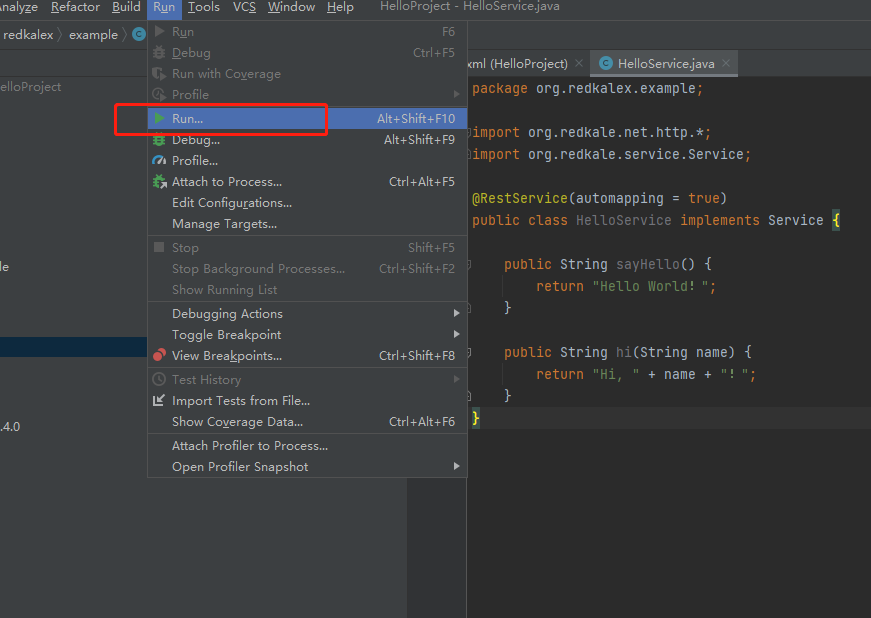 nalyze Refactor Build Run Tools VCS Window Help HelloProject - HelloService.java
redkalex example C
elloProject
le
.4.0
Run F6
Debug Ctrl+F5
Run with Coverage
Profile
Run... Alt+Shift+F10
Debug... Alt+Shift+F9
Profile...
Attach to Process... Ctrl+Alt+F5
Edit Configurations...
Manage Targets...
Stop Shift+F5
Stop Background Processes... Ctrl+Shift+F2
Show Running List
Debugging Actions
Toggle Breakpoint
View Breakpoints... Ctrl+Shift+F8
Test History
Import Tests from File...
Show Coverage Data... Ctrl+Alt+F6
Attach Profiler to Process...
Open Profiler Snapshot
xml (HelloProject) C HelloService.java
package org.redkalex.example;
import org.redkale.net.http.*;
import org.redkale.service.Service;
@RestService(automapping = true)
public class HelloService implements Service {
public String sayHello() {
return "Hello World! ";
}
public String hi(String name) {
return "Hi, " + name + "! ";
}
}